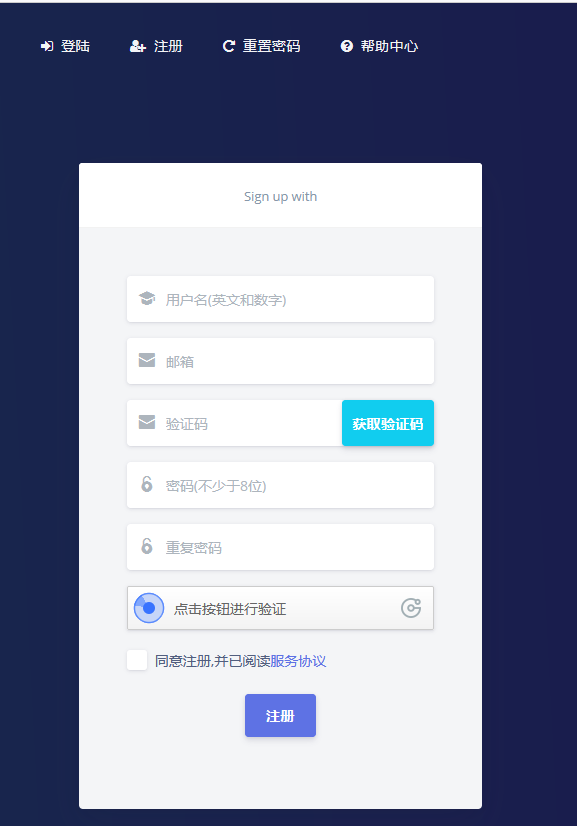 登陆 注册 重置密码 帮助中心
Sign up with
用户名(英文和数字)
邮箱
验证码 获取验证码
密码(不少于8位)
重复密码
点击按钮进行验证
同意注册,并已阅读服务协议
注册